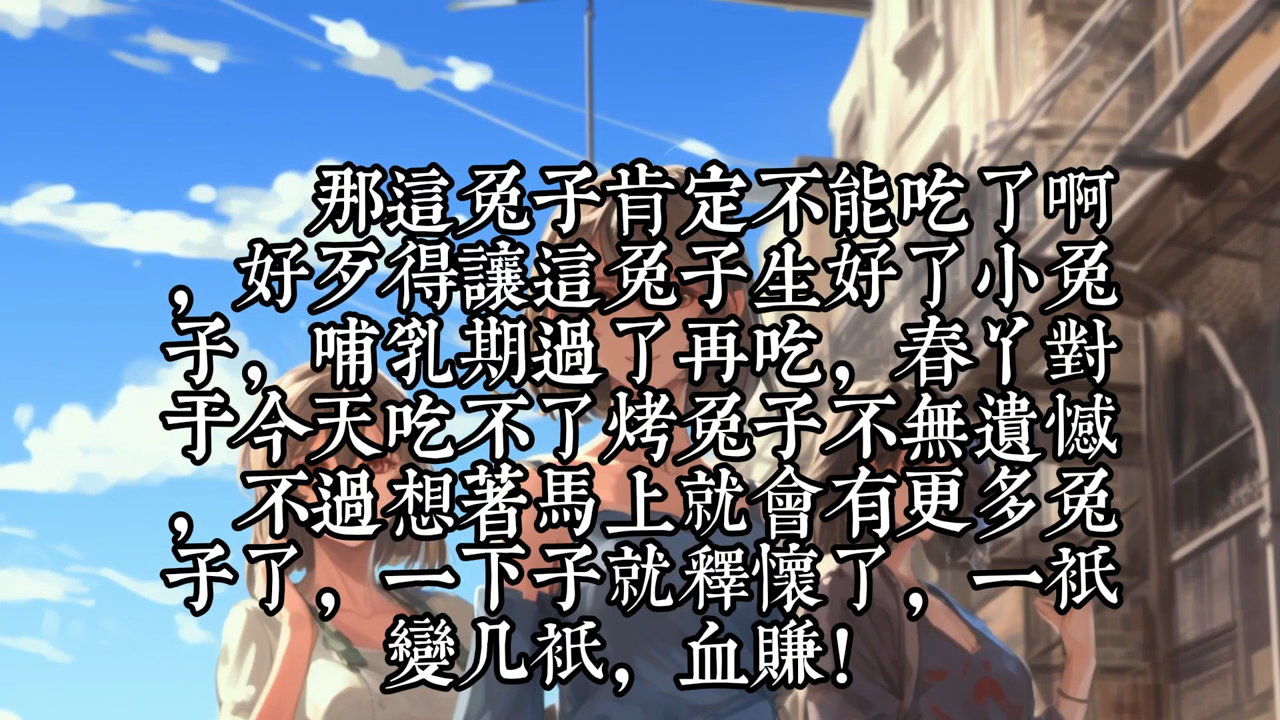 那這兔子肯定不能吃了啊
，好歹得讓這兔子生好了小兔
子，哺乳期過了再吃，春丫對
于今天吃不了烤兔子不無遺憾
，不過想著馬上就會有更多兔
子了，一下子就釋懷了，一祇
變几祇，血賺！